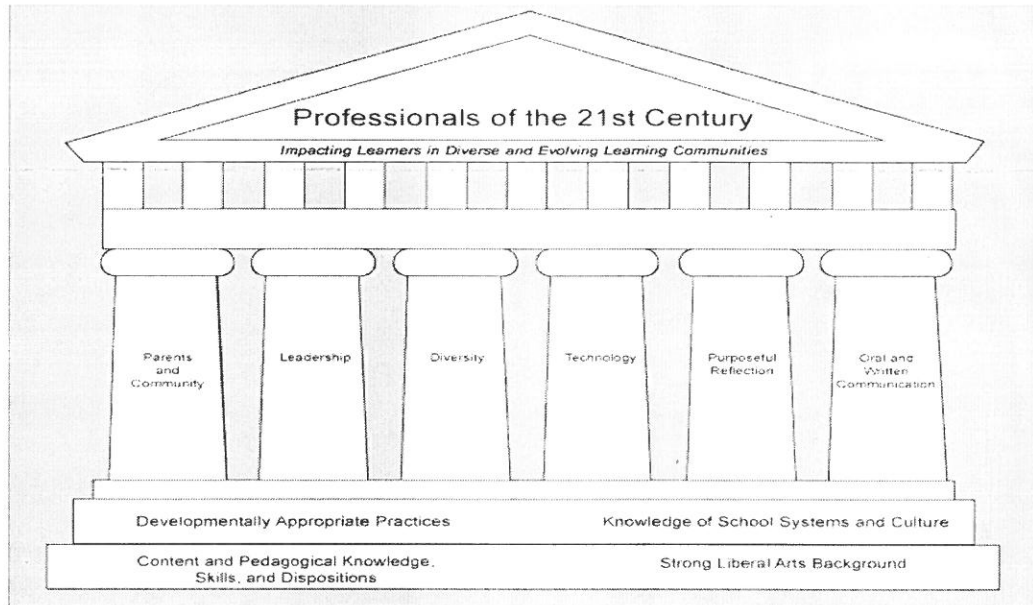 Professionals of the 21st Century
Impacting Learners in Diverse and Evolving Learning Communities
Parents
and
Community
Leadership
Diversity
Technology
Purposeful
Reflection
Oral and
Written
Communication
Developmentally Appropriate Practices
Knowledge of School Systems and Culture
Content and Pedagogical Knowledge,
Skills, and Dispositions
Strong Liberal Arts Background